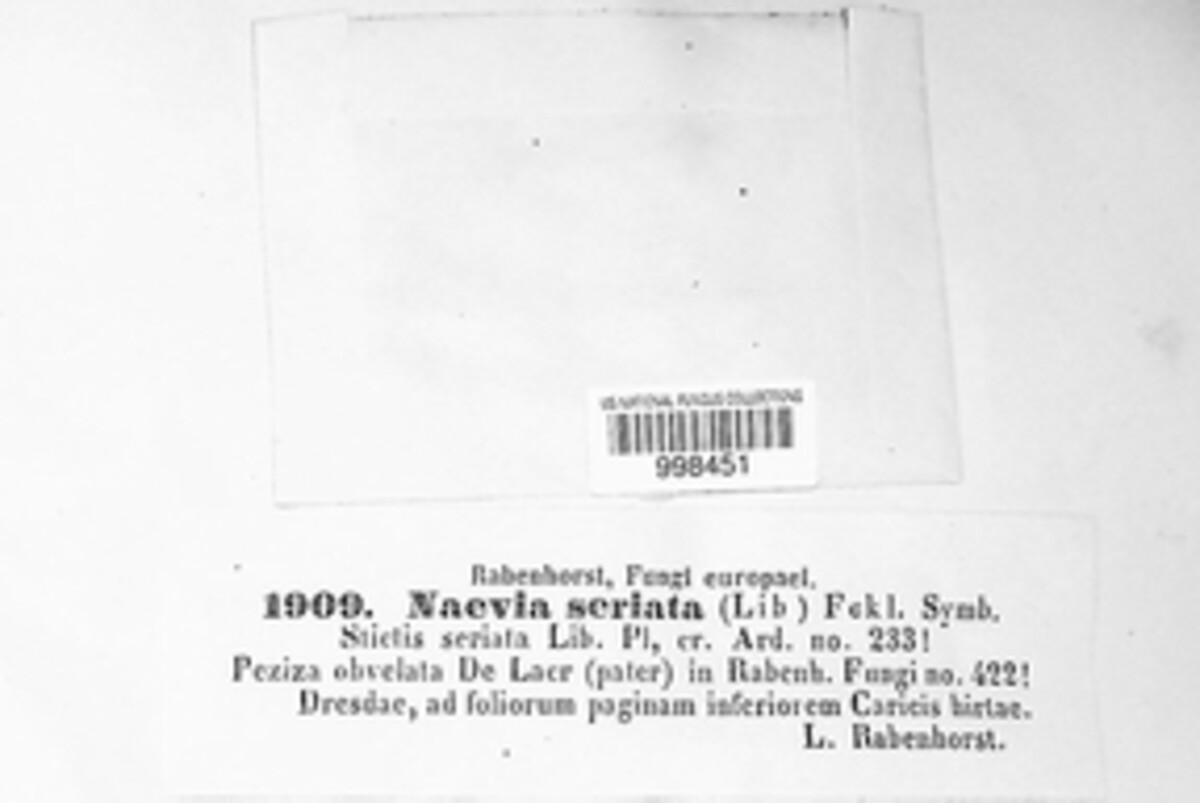 US NATIONAL FUNGUS COLLECTIONS
998451
Rabenhorst, Fungi europaei.
1909. Naevia seriata (Lib) Fckl. Symb.
Stictis seriata Lib. Pl, cr. Ard. no. 233!
Peziza obvelata De Lacr (pater) in Rabenh. Fungi no. 422!
Dresdae, ad foliorum paginam inferiorem Caricis hirtae.
L. Rabenhorst.